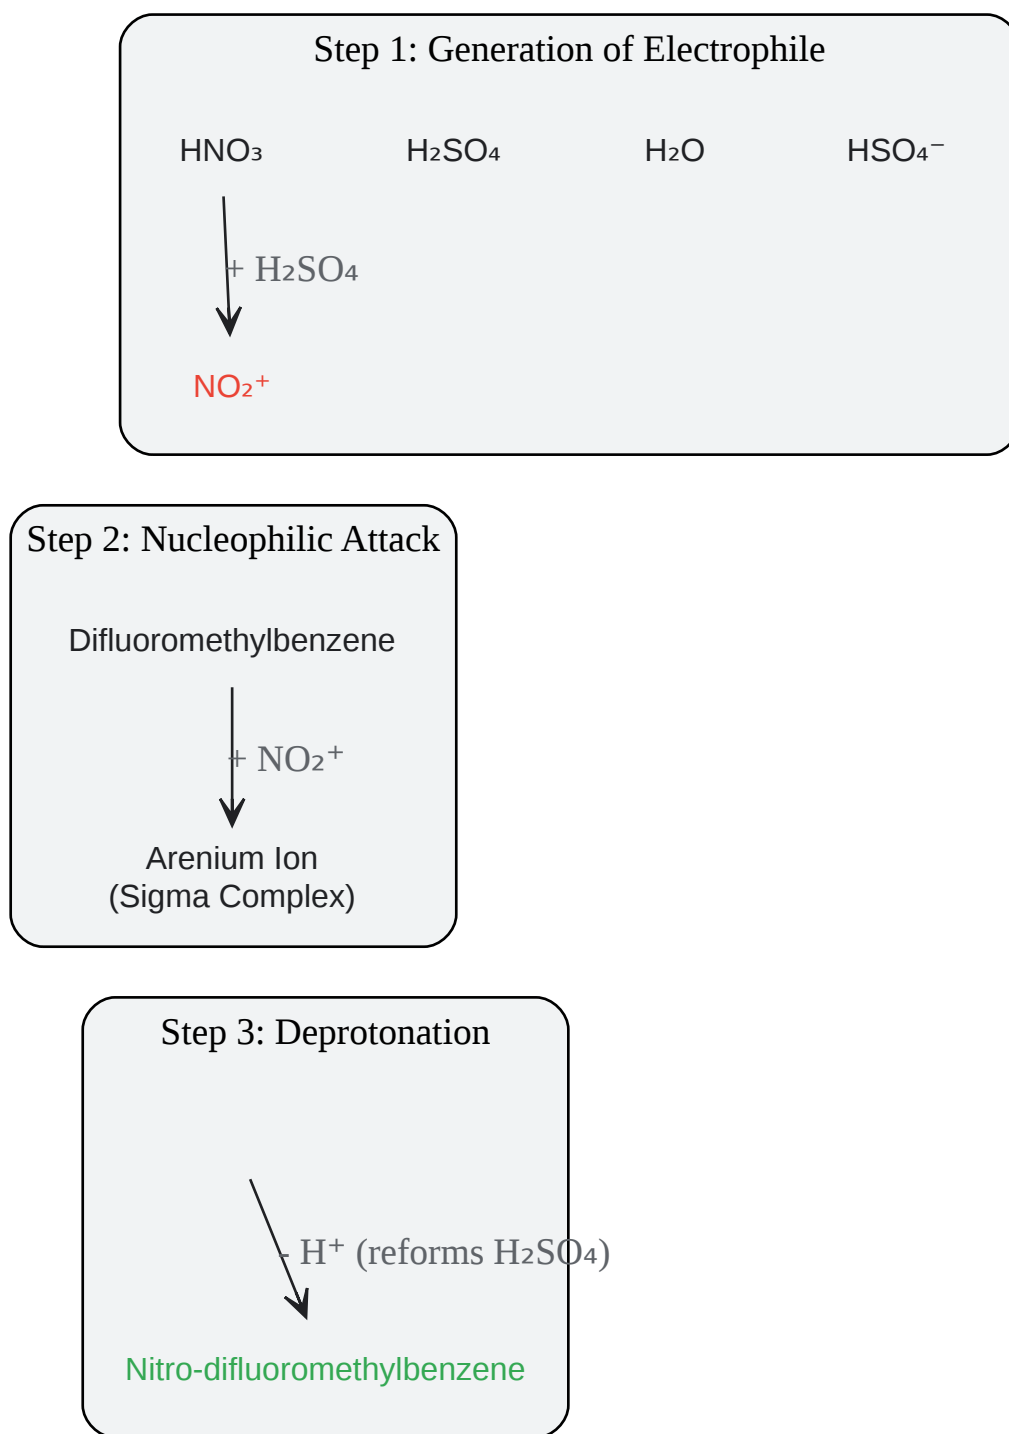 Step 1: Generation of Electrophile
HNO₃ H₂SO₄ H₂O HSO₄⁻
+ H₂SO₄
NO₂⁺
Step 2: Nucleophilic Attack
Difluoromethylbenzene
+ NO₂⁺
Arenium Ion
(Sigma Complex)
Step 3: Deprotonation
- H⁺ (reforms H₂SO₄)
Nitro-difluoromethylbenzene